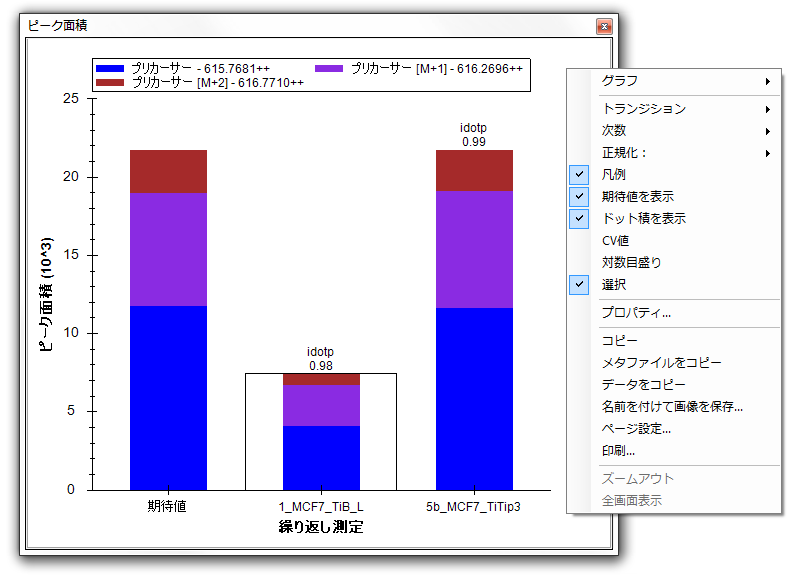 ピーク面積
プリカーサー - 615.7681++
プリカーサー [M+1] - 616.2696++
プリカーサー [M+2] - 616.7710++
25
20
15
10
5
0
ピーク面積 (10^3)
idotp
0.98
idotp
0.99
期待値
1_MCF7_TiB_L
5b_MCF7_TiTip3
繰り返し測定
グラフ
トランジション
次数
正規化：
凡例
期待値を表示
ドット積を表示
CV値
対数目盛り
選択
プロパティ...
コピー
メタファイルをコピー
データをコピー
名前を付けて画像を保存...
ページ設定...
印刷...
ズームアウト
全画面表示